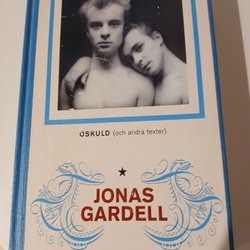 OSKULD (och andra texter)
JONAS
GARDELL